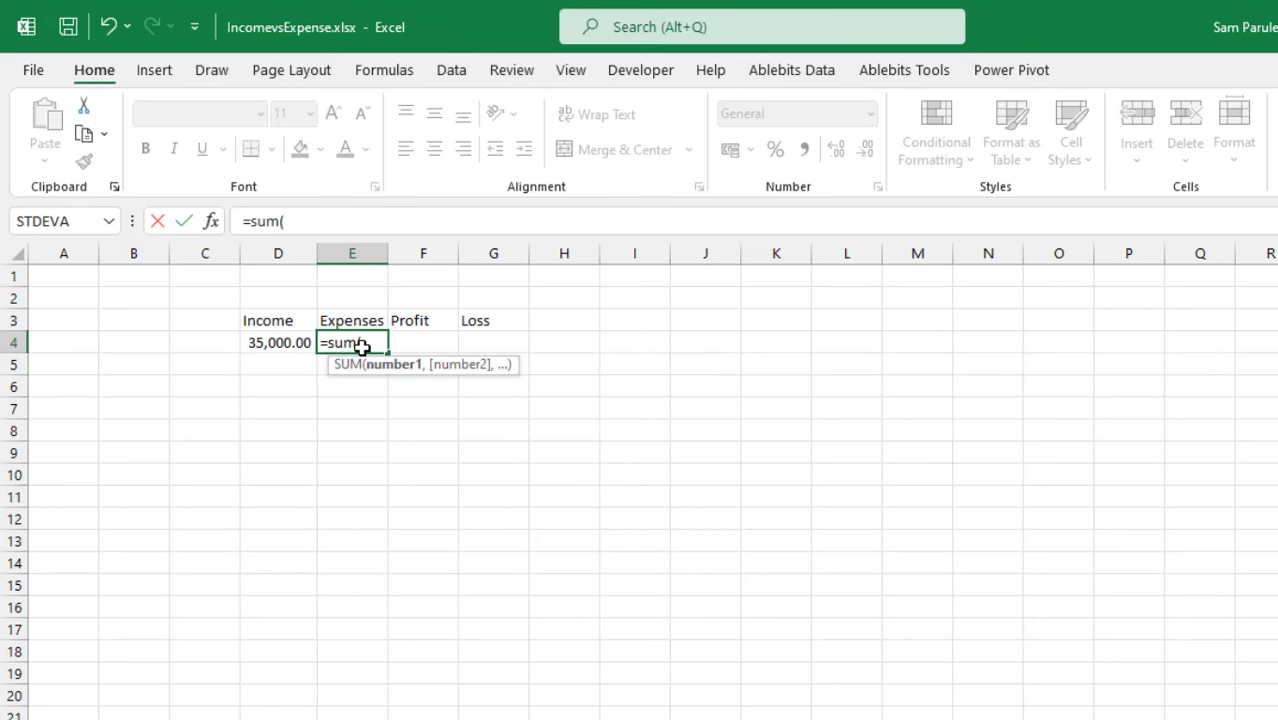 IncomevsExpense.xlsx - Excel
Search (Alt+Q)
Sam Parule
File Home Insert Draw Page Layout Formulas Data Review View Developer Help Ablebits Data Ablebits Tools Power Pivot
11 A A ab Wrap Text General Conditional Format as Cell Insert Delete Format
Paste B I U A Merge & Center % Formatting Table Styles
Clipboard Font Alignment Number Styles Cells
STDEVA fx =sum(
A B C D E F G H I J K L M N O P Q R
1
2
3 Income Expenses Profit Loss
4 35,000.00 =sum(
5 SUM(number1, [number2], ...)
6
7
8
9
10
11
12
13
14
15
16
17
18
19
20
21